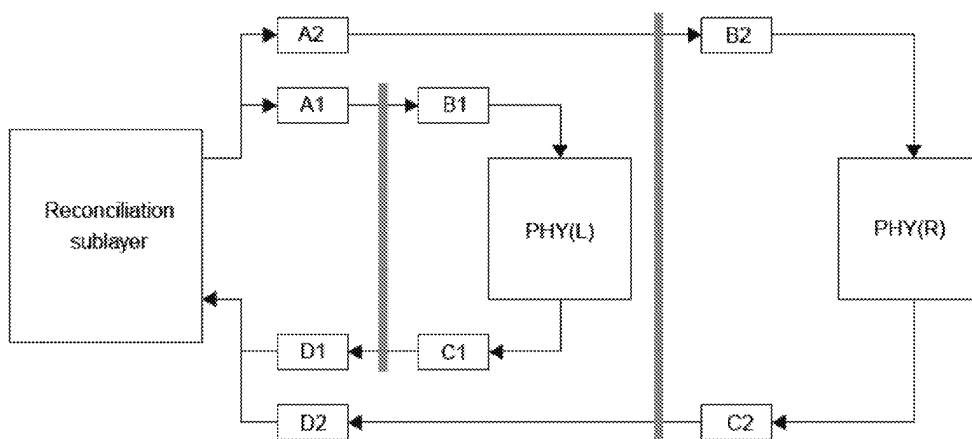 A2
B2
A1
B1
Reconciliation
sublayer
PHY(L)
PHY(R)
D1
C1
D2
C2